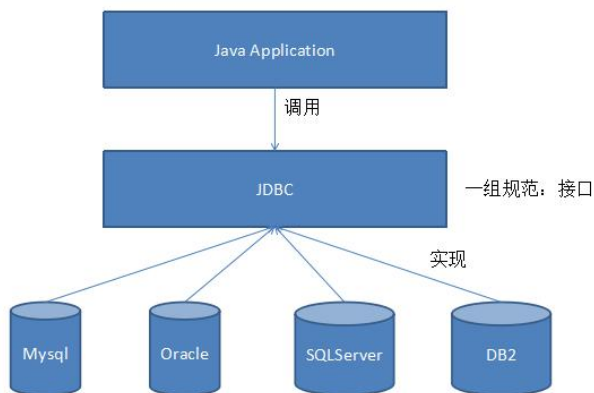 Java Application
调用
JDBC
一组规范：接口
实现
Mysql
Oracle
SQLServer
DB2